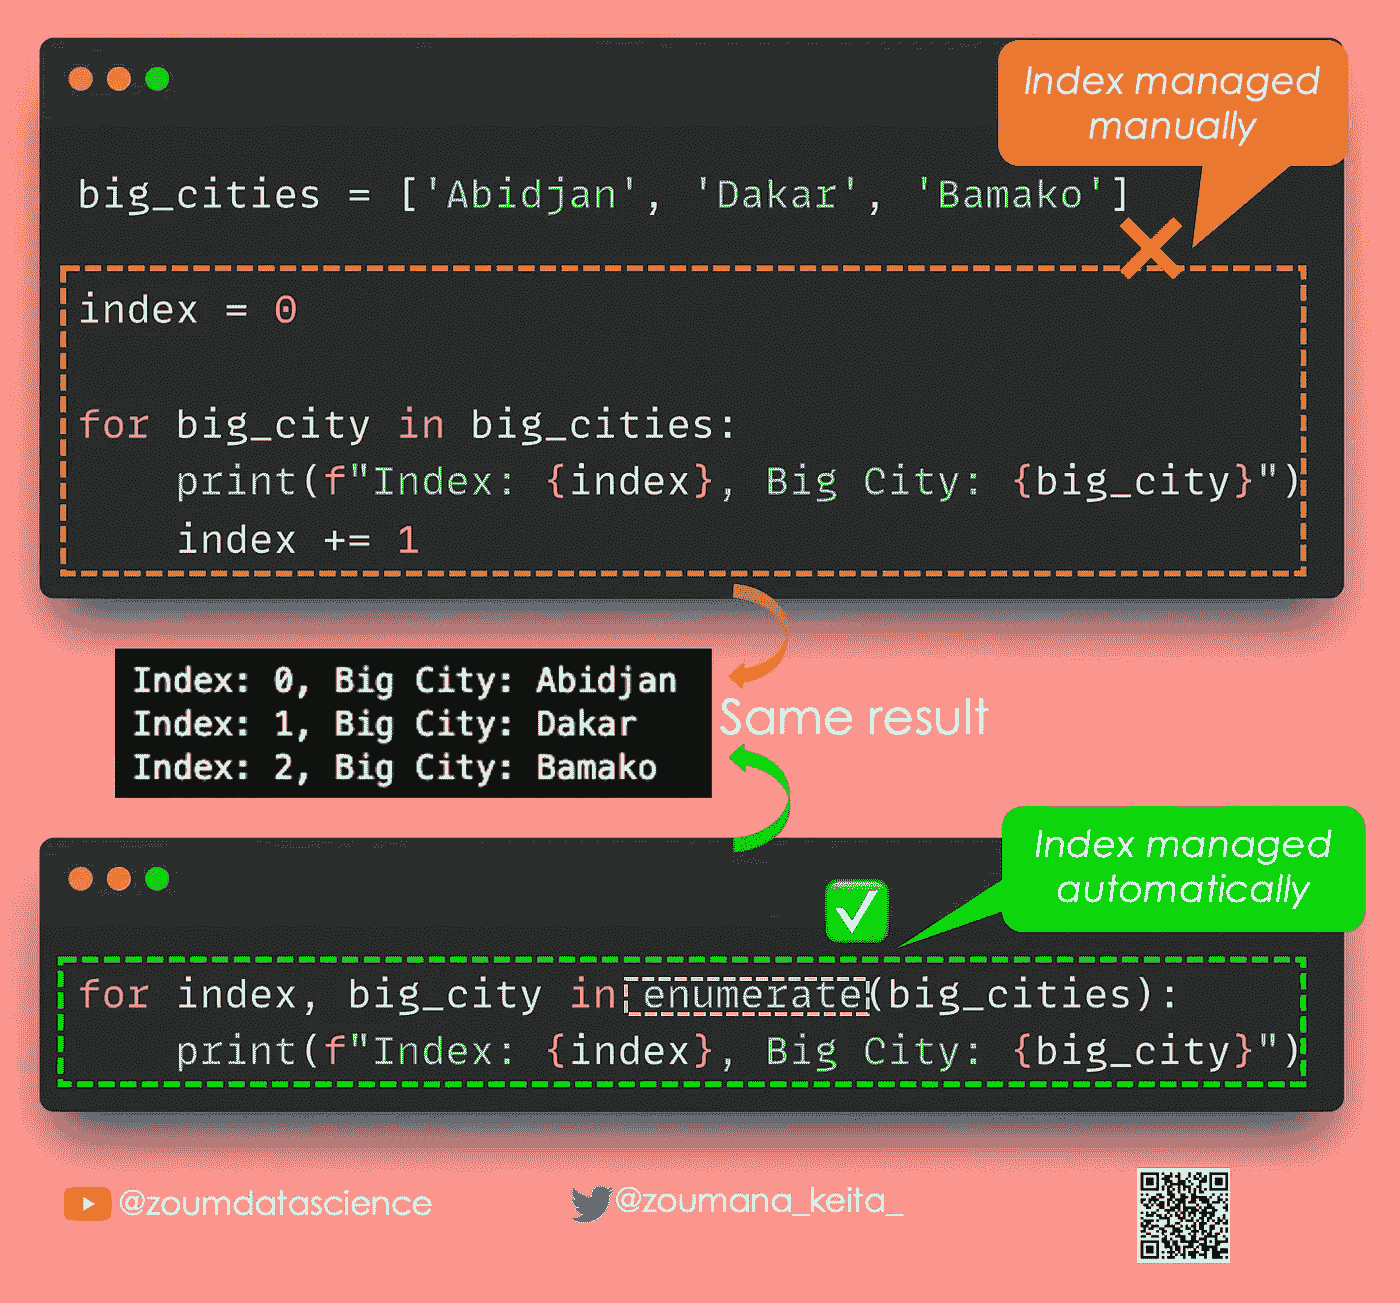 Index managed
manually
big_cities = ['Abidjan', 'Dakar', 'Bamako']
index = 0
for big_city in big_cities:
    print(f"Index: {index}, Big City: {big_city}")
    index += 1
Index: 0, Big City: Abidjan
Index: 1, Big City: Dakar
Index: 2, Big City: Bamako
Same result
Index managed
automatically
for index, big_city in enumerate(big_cities):
    print(f"Index: {index}, Big City: {big_city}")
@zoumdatascience
@zoumana_keita_